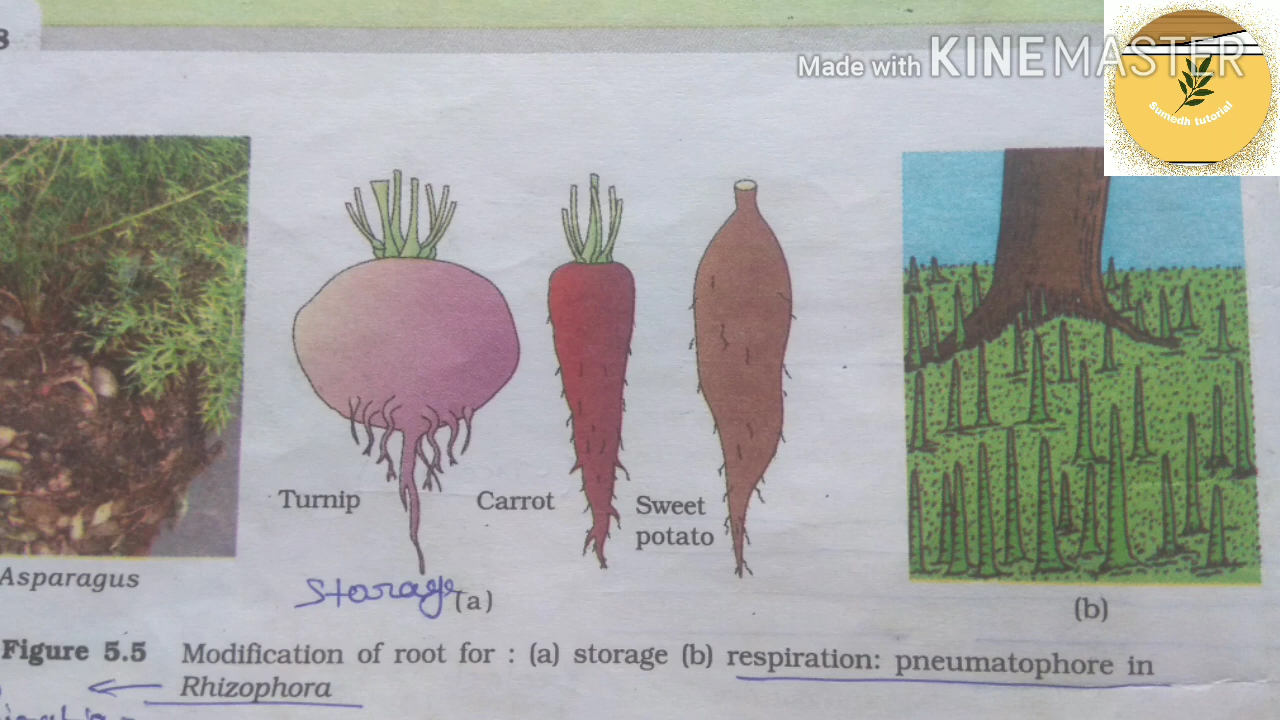 8
Made with KINEMASTER
Sumedh tutorial
Turnip
Carrot
Sweet
potato
Asparagus
Storage (a)
(b)
Figure 5.5 Modification of root for : (a) storage (b) respiration: pneumatophore in
Rhizophora